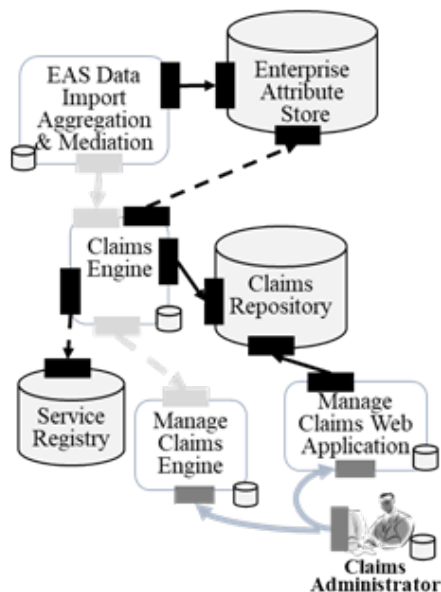 EAS Data
Import
Aggregation
& Mediation
Enterprise
Attribute
Store
Claims
Engine
Claims
Repository
Service
Registry
Manage
Claims
Engine
Manage
Claims Web
Application
Claims
Administrator